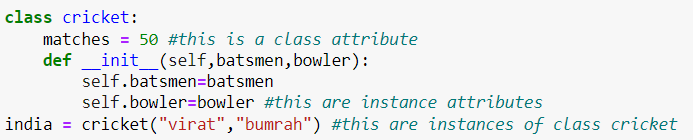 class cricket:
    matches = 50 #this is a class attribute
    def __init__(self,batsmen,bowler):
        self.batsmen=batsmen
        self.bowler=bowler #this are instance attributes
india = cricket("virat","bumrah") #this are instances of class cricket